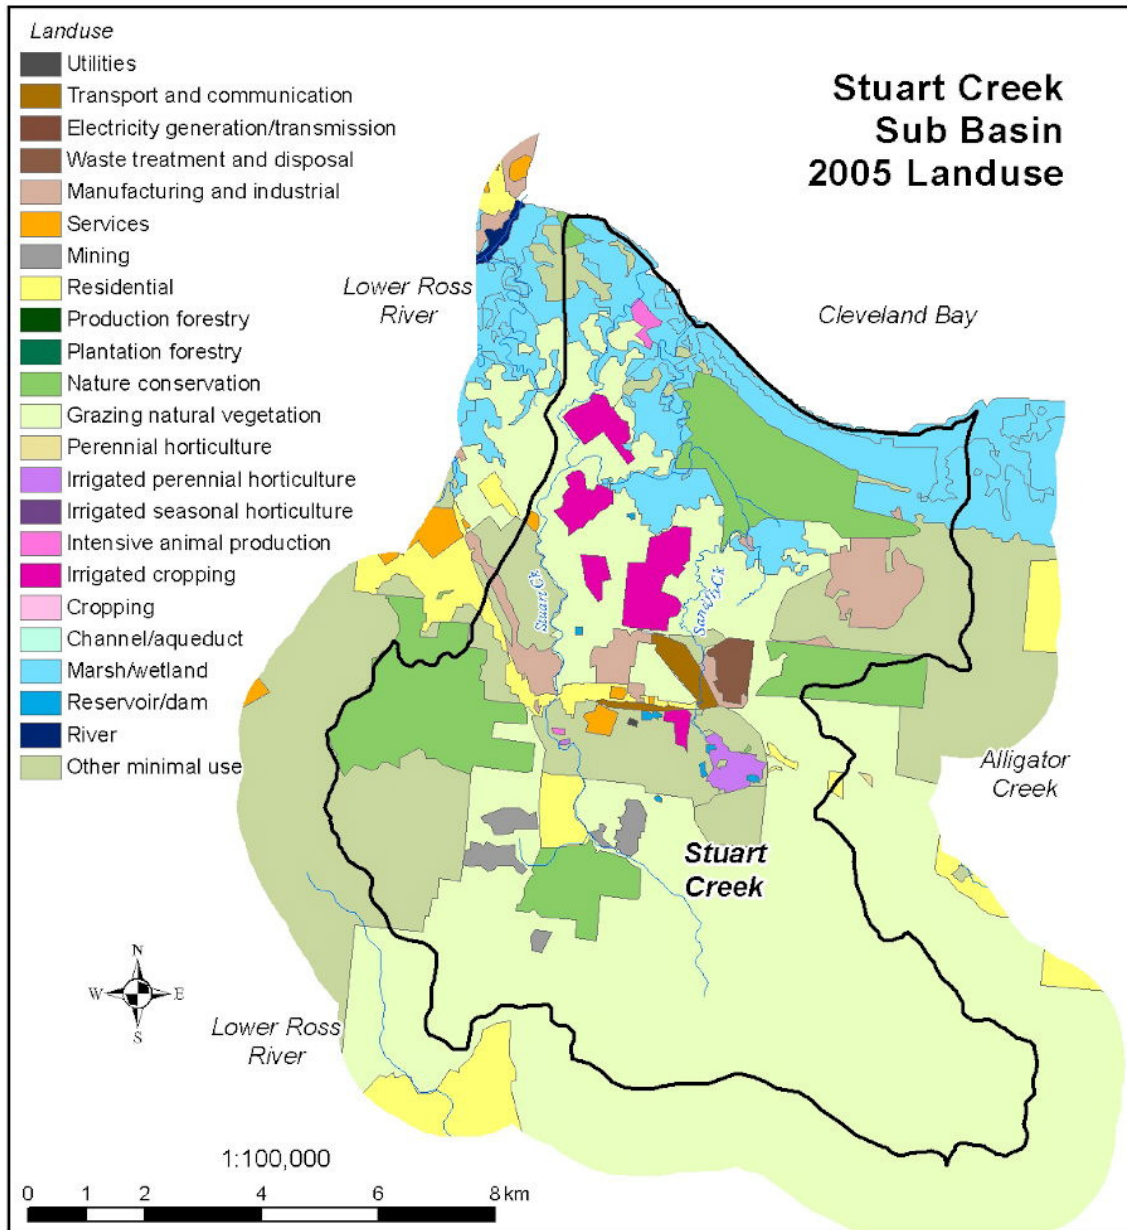 Landuse
Utilities
Transport and communication
Electricity generation/transmission
Waste treatment and disposal
Manufacturing and industrial
Services
Mining
Residential
Production forestry
Plantation forestry
Nature conservation
Grazing natural vegetation
Perennial horticulture
Irrigated perennial horticulture
Irrigated seasonal horticulture
Intensive animal production
Irrigated cropping
Cropping
Channel/aqueduct
Marsh/wetland
Reservoir/dam
River
Other minimal use
Stuart Creek
Sub Basin
2005 Landuse
Lower Ross
River
Cleveland Bay
Stuart Ck
Sandfly Ck
Alligator
Creek
Stuart
Creek
N
W E
S
Lower Ross
River
1:100,000
0 1 2 4 6 8 km